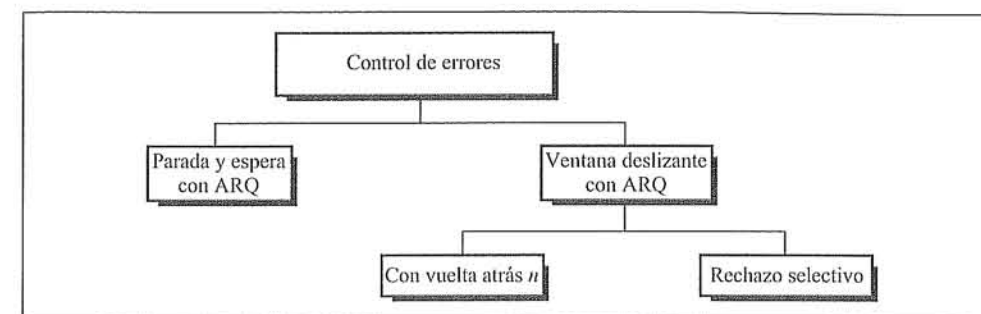 Control de errores
Parada y espera
con ARQ
Ventana deslizante
con ARQ
Con vuelta atrás n
Rechazo selectivo